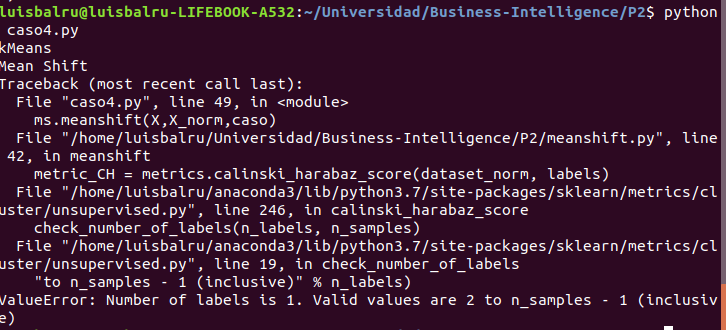 luisbalru@luisbalru-LIFEBOOK-A532:~/Universidad/Business-Intelligence/P2$ python
caso4.py
kMeans
Mean Shift
Traceback (most recent call last):
  File "caso4.py", line 49, in <module>
    ms.meanshift(X,X_norm,caso)
  File "/home/luisbalru/Universidad/Business-Intelligence/P2/meanshift.py", line
42, in meanshift
    metric_CH = metrics.calinski_harabaz_score(dataset_norm, labels)
  File "/home/luisbalru/anaconda3/lib/python3.7/site-packages/sklearn/metrics/cl
uster/unsupervised.py", line 246, in calinski_harabaz_score
    check_number_of_labels(n_labels, n_samples)
  File "/home/luisbalru/anaconda3/lib/python3.7/site-packages/sklearn/metrics/cl
uster/unsupervised.py", line 19, in check_number_of_labels
    "to n_samples - 1 (inclusive)" % n_labels)
ValueError: Number of labels is 1. Valid values are 2 to n_samples - 1 (inclusiv
e)